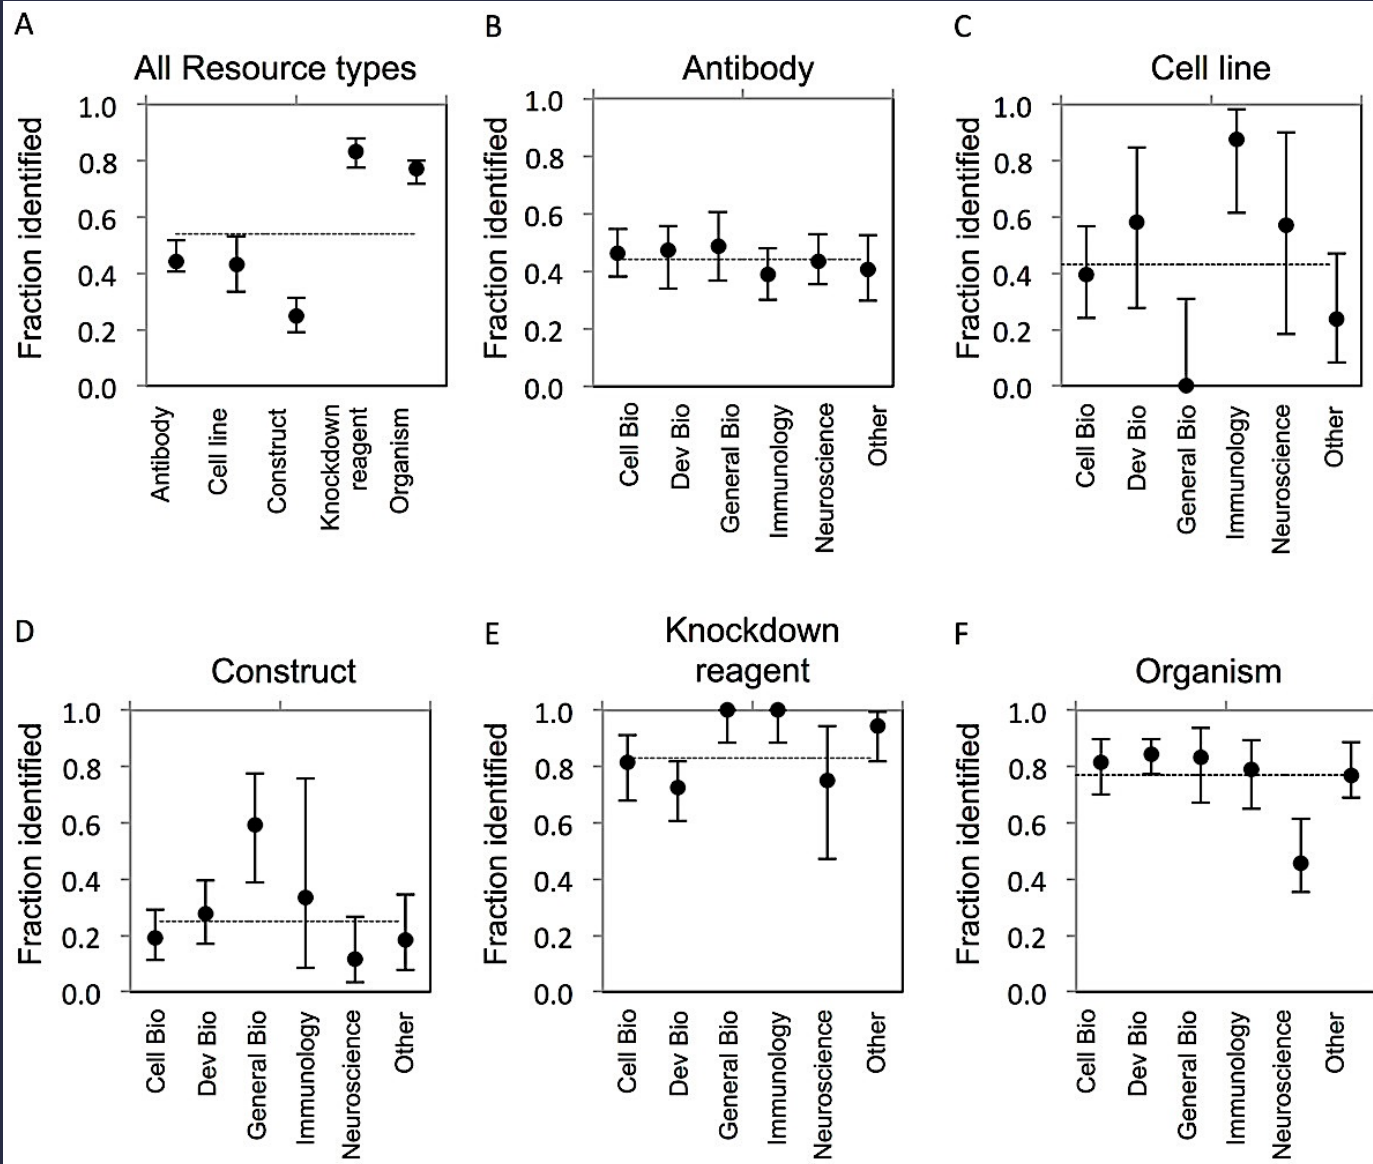 A
All Resource types
Fraction identified
1.0
0.8
0.6
0.4
0.2
0.0
Antibody
Cell line
Construct
Knockdown
reagent
Organism
B
Antibody
Fraction identified
1.0
0.8
0.6
0.4
0.2
0.0
Cell Bio
Dev Bio
General Bio
Immunology
Neuroscience
Other
C
Cell line
Fraction identified
1.0
0.8
0.6
0.4
0.2
0.0
Cell Bio
Dev Bio
General Bio
Immunology
Neuroscience
Other
D
Construct
Fraction identified
1.0
0.8
0.6
0.4
0.2
0.0
Cell Bio
Dev Bio
General Bio
Immunology
Neuroscience
Other
E
Knockdown
reagent
Fraction identified
1.0
0.8
0.6
0.4
0.2
0.0
Cell Bio
Dev Bio
General Bio
Immunology
Neuroscience
Other
F
Organism
Fraction identified
1.0
0.8
0.6
0.4
0.2
0.0
Cell Bio
Dev Bio
General Bio
Immunology
Neuroscience
Other